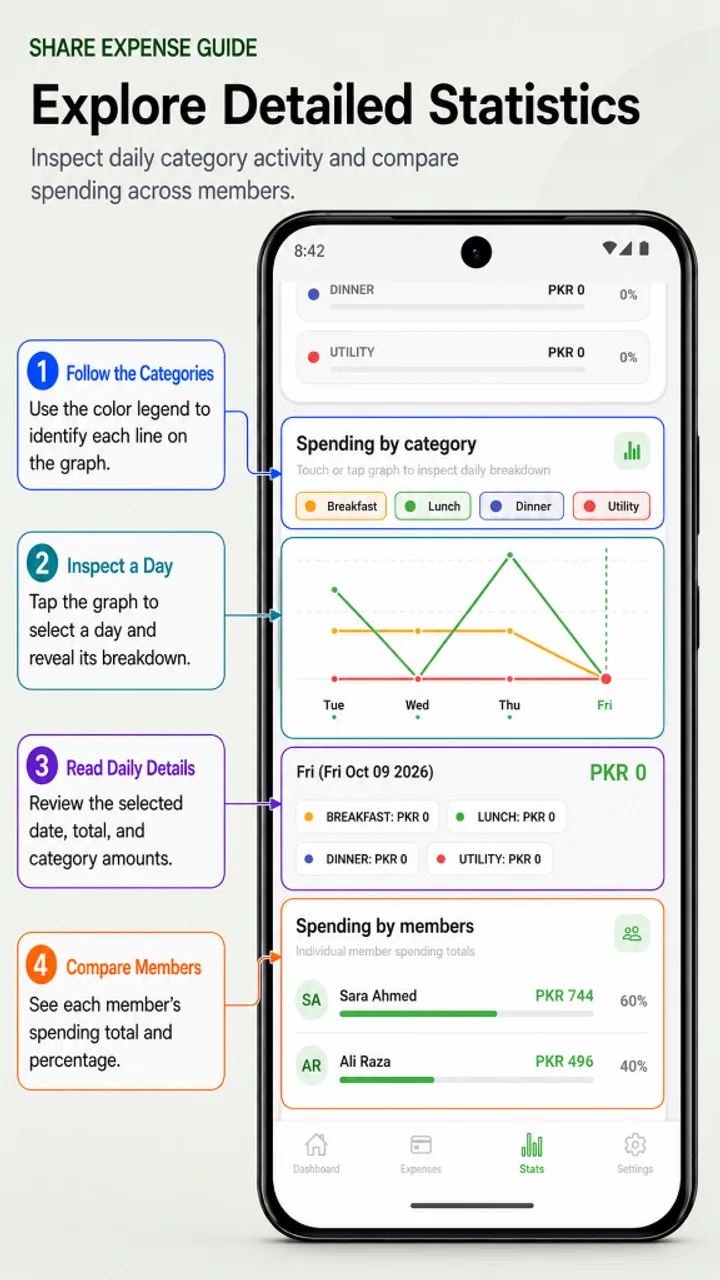 SHARE EXPENSE GUIDE
Explore Detailed Statistics
Inspect daily category activity and compare
spending across members.
8:42
DINNER PKR 0 0%
UTILITY PKR 0 0%
1 Follow the Categories
Use the color legend to
identify each line on
the graph.
Spending by category
Touch or tap graph to inspect daily breakdown
Breakfast Lunch Dinner Utility
2 Inspect a Day
Tap the graph to
select a day and
reveal its breakdown.
Tue Wed Thu Fri
3 Read Daily Details
Review the selected
date, total, and
category amounts.
Fri (Fri Oct 09 2026) PKR 0
BREAKFAST: PKR 0 LUNCH: PKR 0
DINNER: PKR 0 UTILITY: PKR 0
4 Compare Members
See each member's
spending total and
percentage.
Spending by members
Individual member spending totals
SA Sara Ahmed PKR 744 60%
AR Ali Raza PKR 496 40%
Dashboard Expenses Stats Settings